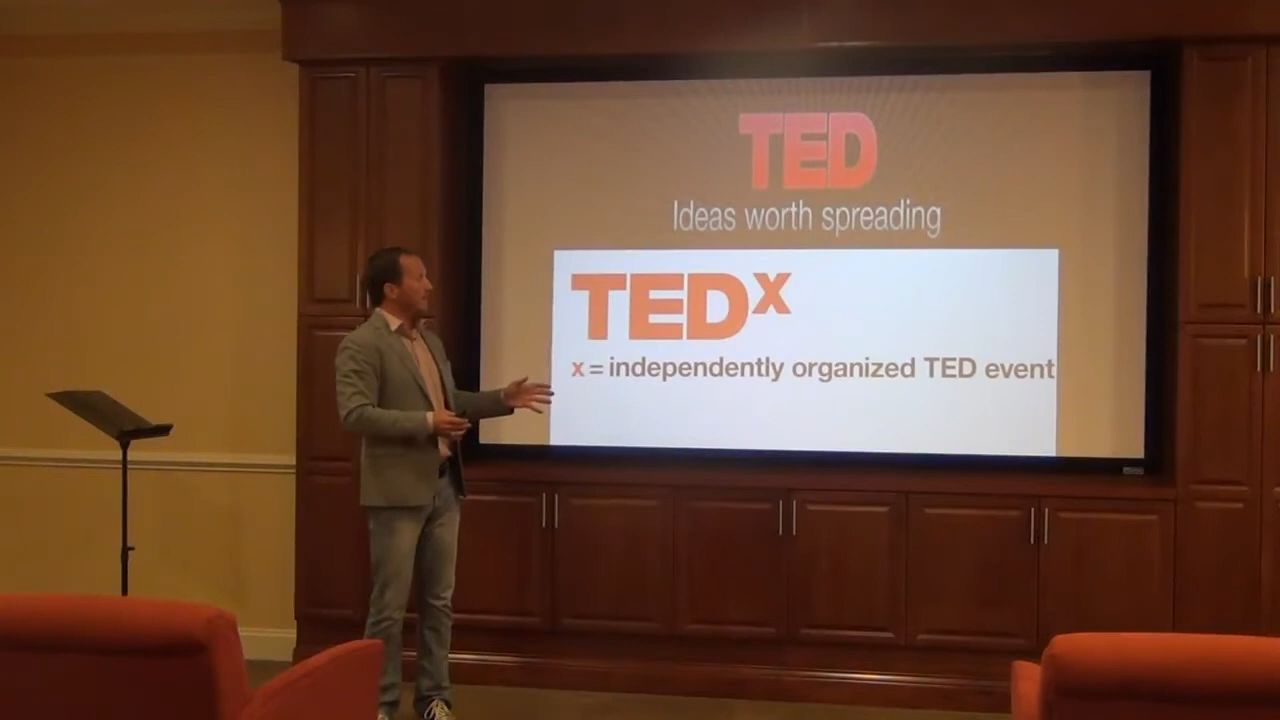 TED
Ideas worth spreading
TEDx
x = independently organized TED event